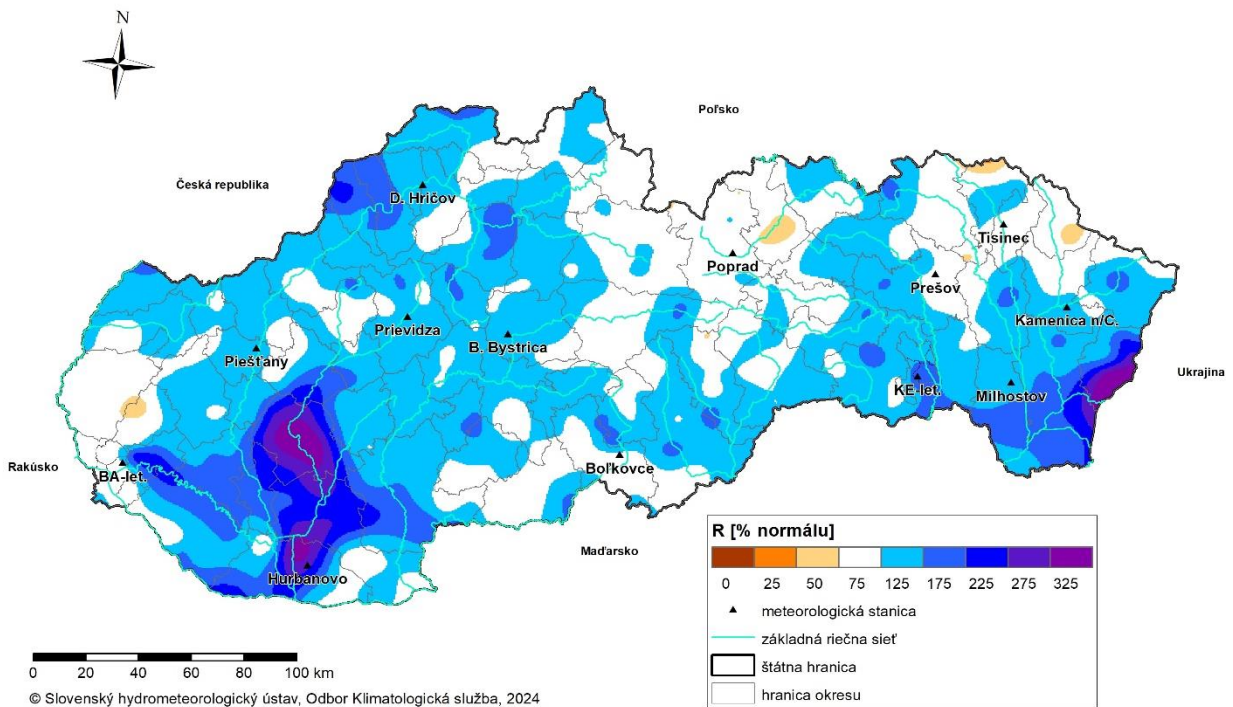 N
Poľsko
Česká republika
D. Hričov
Tisinec
Poprad
Prešov
Prievidza
Kamenica n/C.
B. Bystrica
Piešťany
Ukrajina
KE-let.
Milhostov
Rakúsko
BA-let.
Boľkovce
Maďarsko
Hurbanovo
R [% normálu]
0 25 50 75 125 175 225 275 325
meteorologická stanica
základná riečna sieť
štátna hranica
hranica okresu
0 20 40 60 80 100 km
© Slovenský hydrometeorologický ústav, Odbor Klimatologická služba, 2024